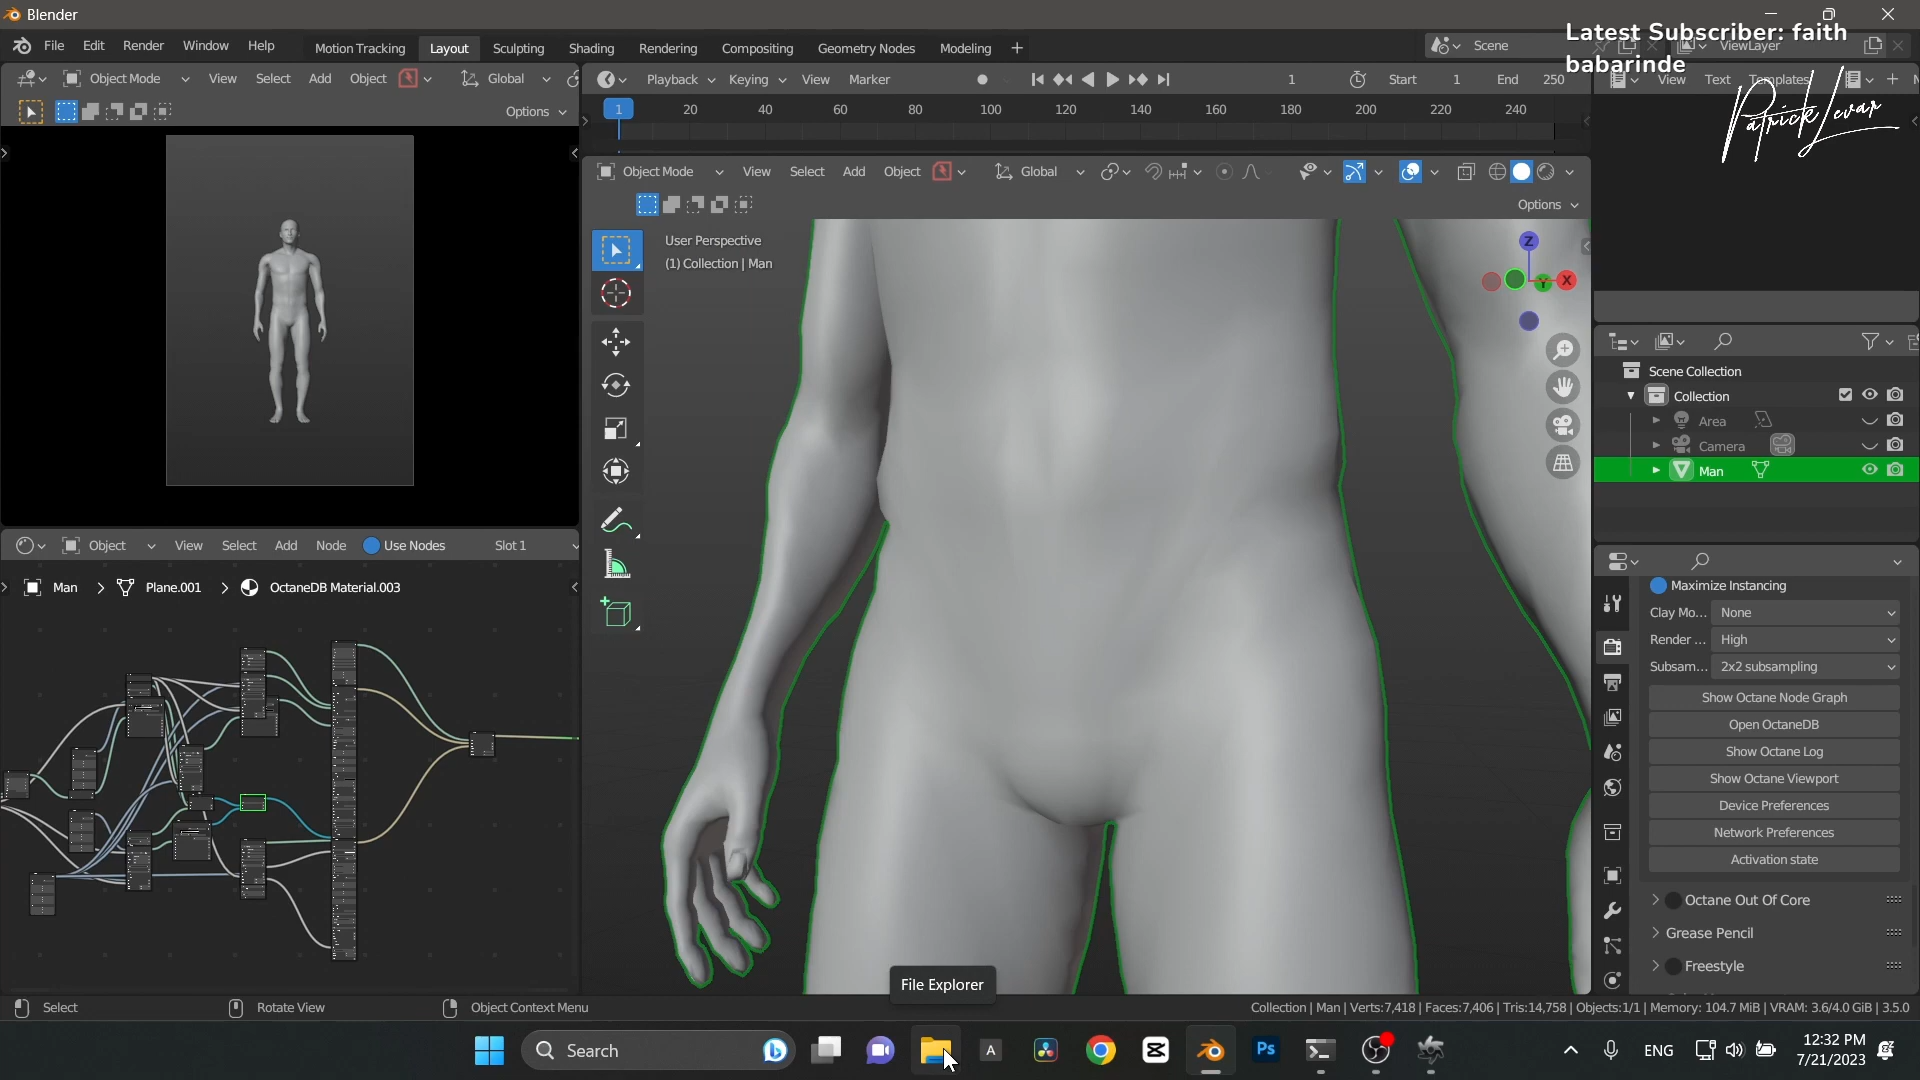 Blender
File Edit Render Window Help
Motion Tracking Layout Sculpting Shading Rendering Compositing Geometry Nodes Modeling
Scene
ViewLayer
Latest Subscriber: faith
babarinde
Object Mode View Select Add Object Global
Options
Playback Keying View Marker 1 Start 1 End 250
View Text Templates
1 20 40 60 80 100 120 140 160 180 200 220 240
Patrick Levar
Object Mode View Select Add Object Global
Options
User Perspective
(1) Collection | Man
Z
Y
X
Scene Collection
Collection
Area
Camera
Man
Object View Select Add Node Use Nodes Slot 1
Man > Plane.001 > OctaneDB Material.003
Maximize Instancing
Clay Mo... None
Render ... High
Subsam... 2x2 subsampling
Show Octane Node Graph
Open OctaneDB
Show Octane Log
Show Octane Viewport
Device Preferences
Network Preferences
Activation state
Octane Out Of Core
Grease Pencil
Freestyle
File Explorer
Select Rotate View Object Context Menu
Collection | Man | Verts:7,418 | Faces:7,406 | Tris:14,758 | Objects:1/1 | Memory: 104.7 MiB | VRAM: 3.6/4.0 GiB | 3.5.0
Search
A
Ps
ENG
12:32 PM
7/21/2023